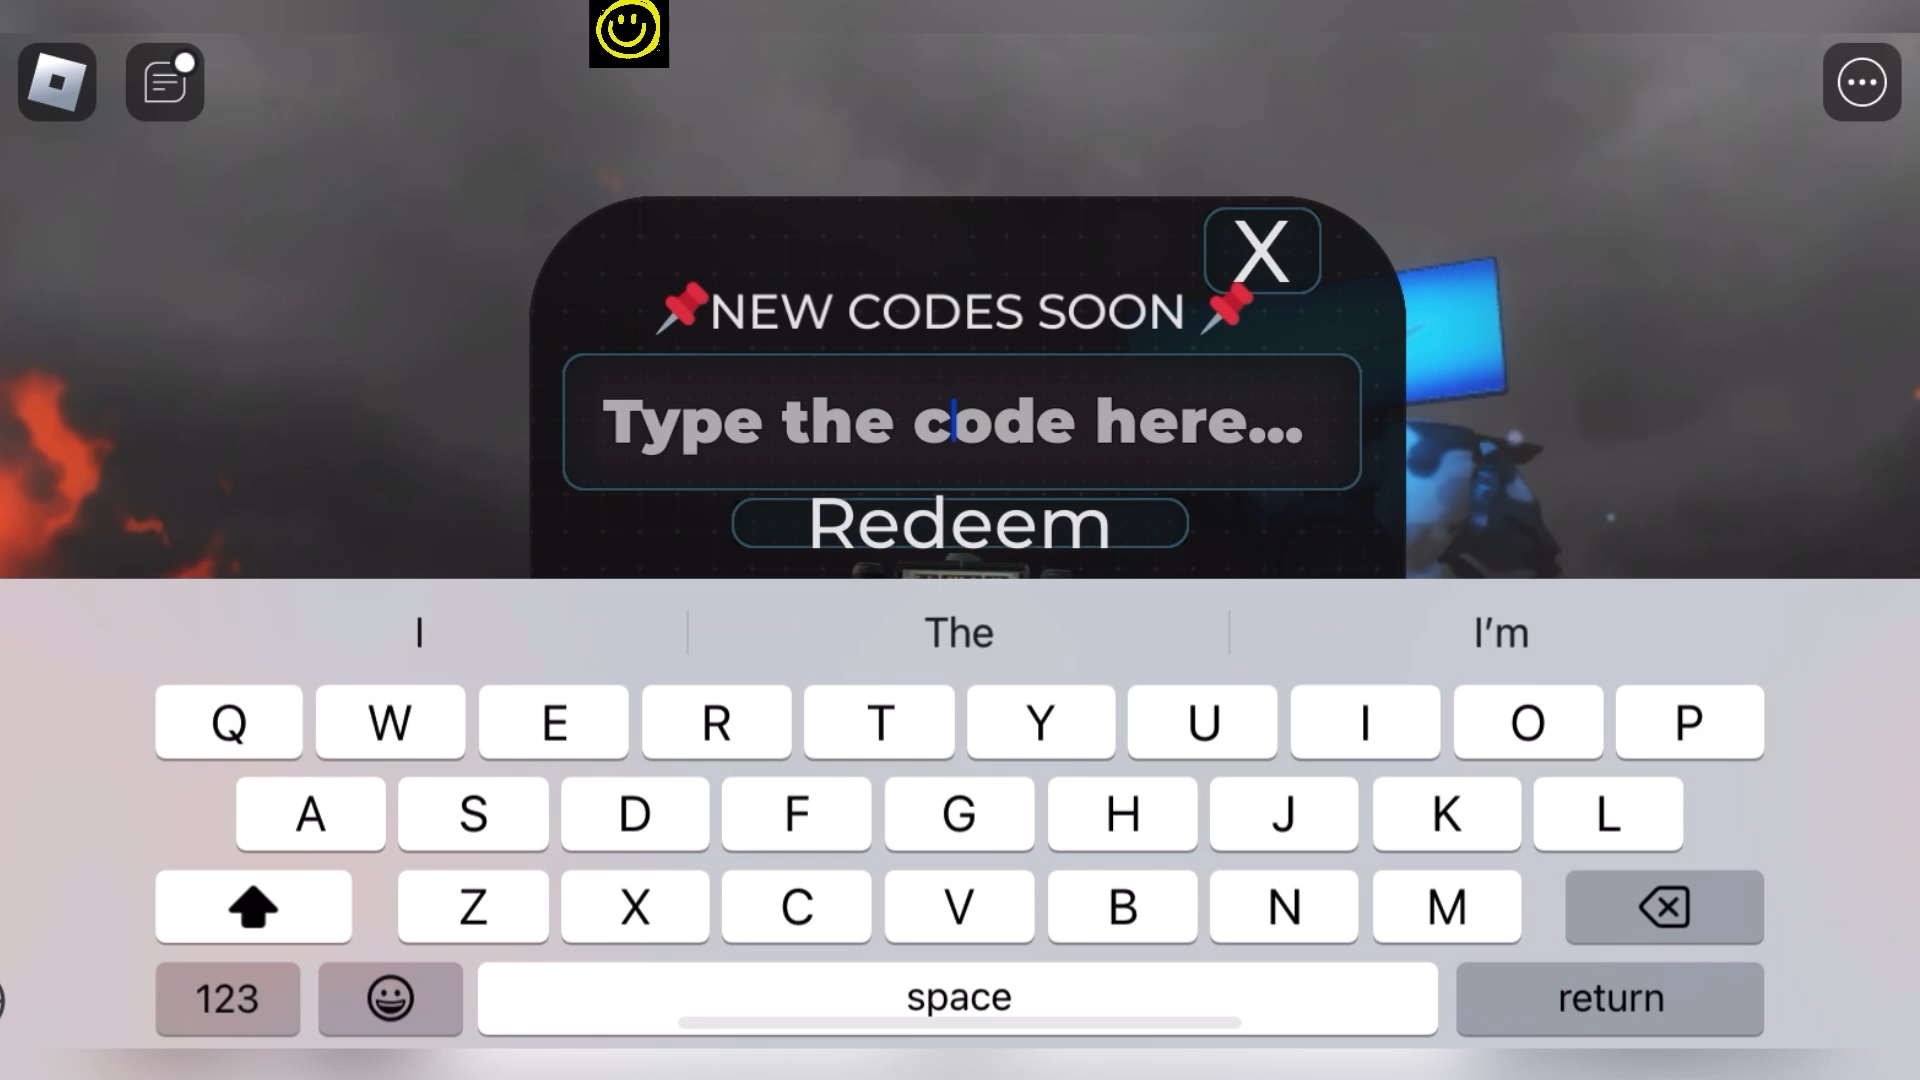 X
📌NEW CODES SOON 📌
Type the code here...
Redeem
I The I’m
Q W E R T Y U I O P
A S D F G H J K L
Z X C V B N M
123 space return